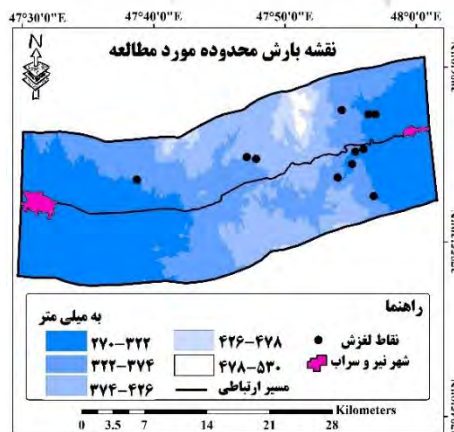 47°30'0"E 47°40'0"E 47°50'0"E 48°0'0"E
نقشه بارش محدوده مورد مطالعه
N
راهنما
به میلی متر
نقاط لغزش
شهر نیر و سراب
مسیر ارتباطی
۲۷۰-۳۲۲
۳۲۲-۳۷۴
۳۷۴-۴۲۶
۴۲۶-۴۷۸
۴۷۸-۵۳۰
Kilometers
0 3.5 7 14 21 28